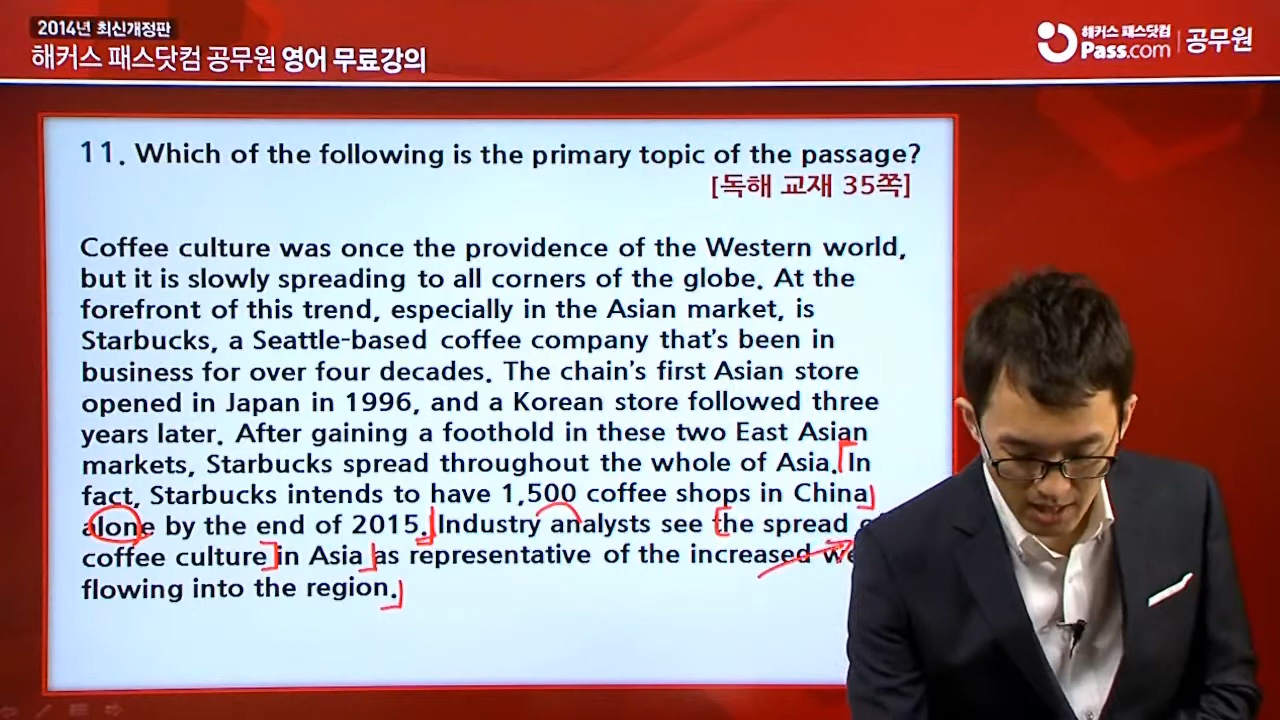 2014년 최신개정판
해커스 패스닷컴 공무원 영어 무료강의
해커스 패스닷컴
Pass.com
공무원
11. Which of the following is the primary topic of the passage?
[독해 교재 35쪽]
Coffee culture was once the providence of the Western world,
but it is slowly spreading to all corners of the globe. At the
forefront of this trend, especially in the Asian market, is
Starbucks, a Seattle-based coffee company that's been in
business for over four decades. The chain's first Asian store
opened in Japan in 1996, and a Korean store followed three
years later. After gaining a foothold in these two East Asian
markets, Starbucks spread throughout the whole of Asia. In
fact, Starbucks intends to have 1,500 coffee shops in China
alone by the end of 2015. Industry analysts see the spread
coffee culture in Asia as representative of the increased
flowing into the region.